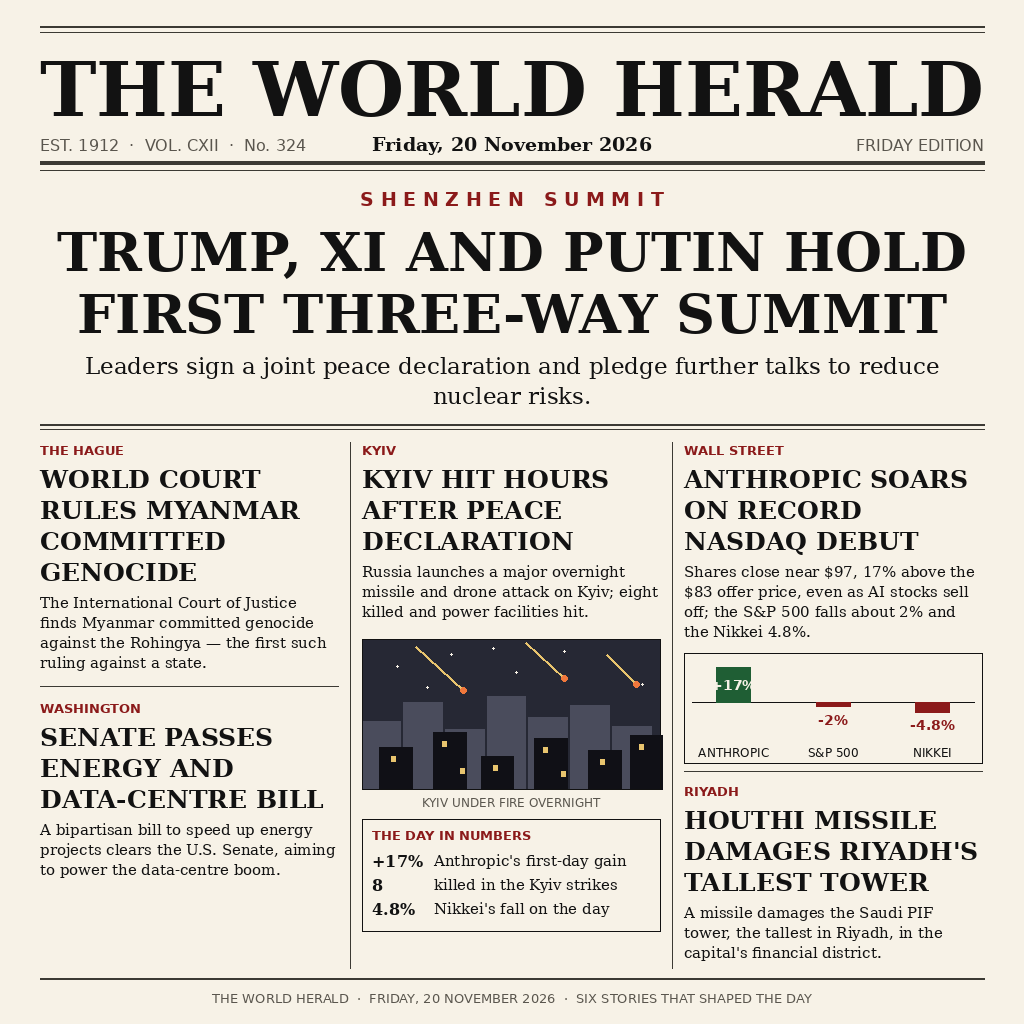 THE WORLD HERALD
EST. 1912 · VOL. CXII · No. 324
Friday, 20 November 2026
FRIDAY EDITION
SHENZHEN SUMMIT
TRUMP, XI AND PUTIN HOLD
FIRST THREE-WAY SUMMIT
Leaders sign a joint peace declaration and pledge further talks to reduce
nuclear risks.
THE HAGUE
WORLD COURT
RULES MYANMAR
COMMITTED
GENOCIDE
The International Court of Justice
finds Myanmar committed genocide
against the Rohingya — the first such
ruling against a state.
WASHINGTON
SENATE PASSES
ENERGY AND
DATA-CENTRE BILL
A bipartisan bill to speed up energy
projects clears the U.S. Senate, aiming
to power the data-centre boom.
KYIV
KYIV HIT HOURS
AFTER PEACE
DECLARATION
Russia launches a major overnight
missile and drone attack on Kyiv; eight
killed and power facilities hit.
KYIV UNDER FIRE OVERNIGHT
THE DAY IN NUMBERS
+17% Anthropic's first-day gain
8 killed in the Kyiv strikes
4.8% Nikkei's fall on the day
WALL STREET
ANTHROPIC SOARS
ON RECORD
NASDAQ DEBUT
Shares close near $97, 17% above the
$83 offer price, even as AI stocks sell
off; the S&P 500 falls about 2% and
the Nikkei 4.8%.
+17%
-2%
-4.8%
ANTHROPIC
S&P 500
NIKKEI
RIYADH
HOUTHI MISSILE
DAMAGES RIYADH'S
TALLEST TOWER
A missile damages the Saudi PIF
tower, the tallest in Riyadh, in the
capital's financial district.
THE WORLD HERALD · FRIDAY, 20 NOVEMBER 2026 · SIX STORIES THAT SHAPED THE DAY